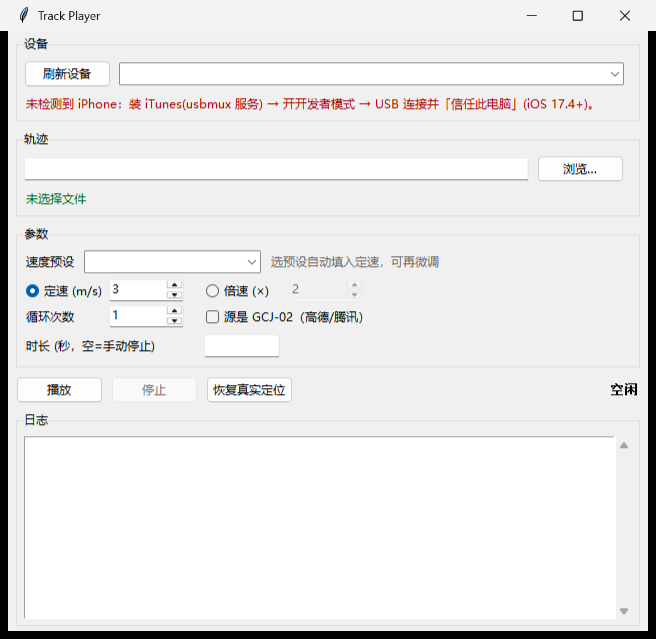 Track Player
设备
刷新设备
未检测到 iPhone：装 iTunes(usbmux 服务) → 开开发者模式 → USB 连接并「信任此电脑」(iOS 17.4+)。
轨迹
浏览...
未选择文件
参数
速度预设 选预设自动填入定速，可再微调
定速 (m/s) 3 倍速 (×) 2
循环次数 1 源是 GCJ-02（高德/腾讯）
时长 (秒，空=手动停止)
播放 停止 恢复真实定位 空闲
日志